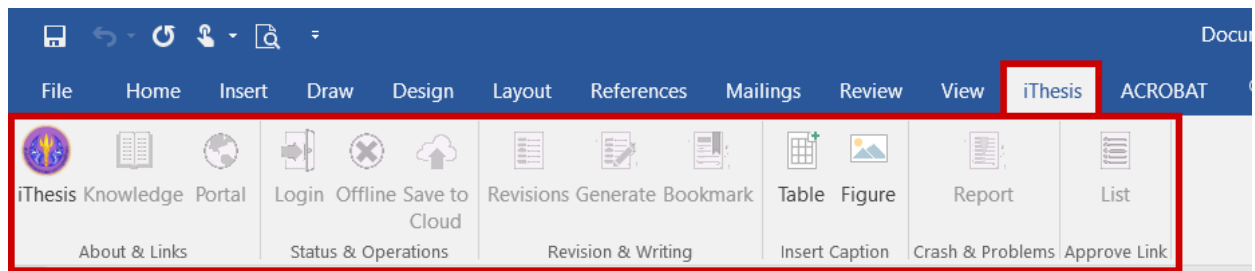 Docu
File Home Insert Draw Design Layout References Mailings Review View iThesis ACROBAT
iThesis Knowledge Portal Login Offline Save to Cloud Revisions Generate Bookmark Table Figure Report List
About & Links Status & Operations Revision & Writing Insert Caption Crash & Problems Approve Link